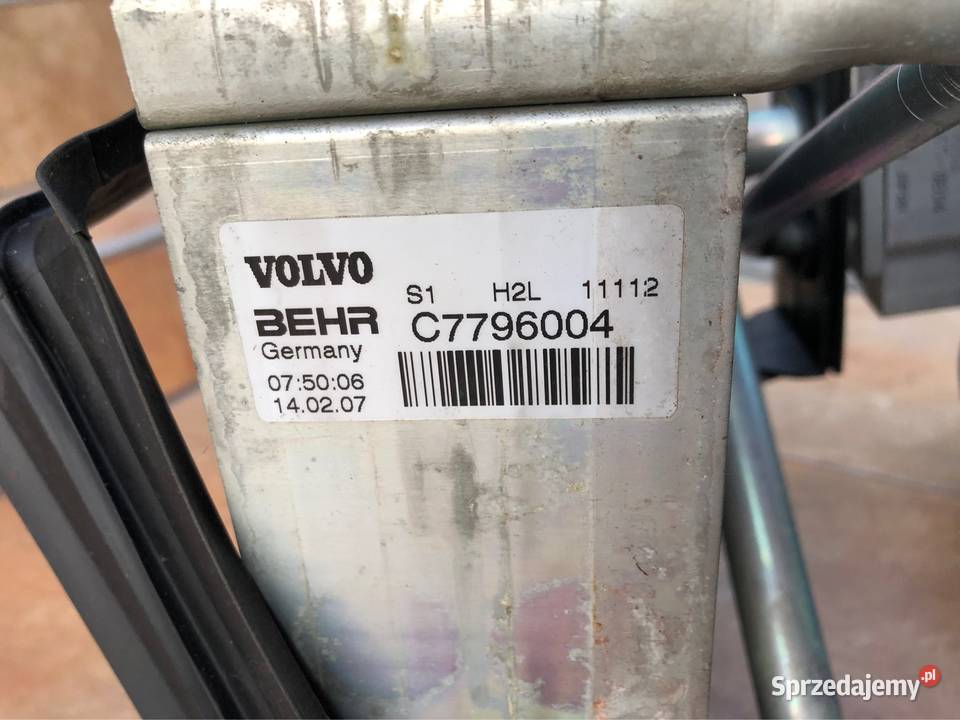 VOLVO
S1 H2L 11112
BEHR C7796004
Germany
07:50:06
14.02.07
Sprzedajemy.pl